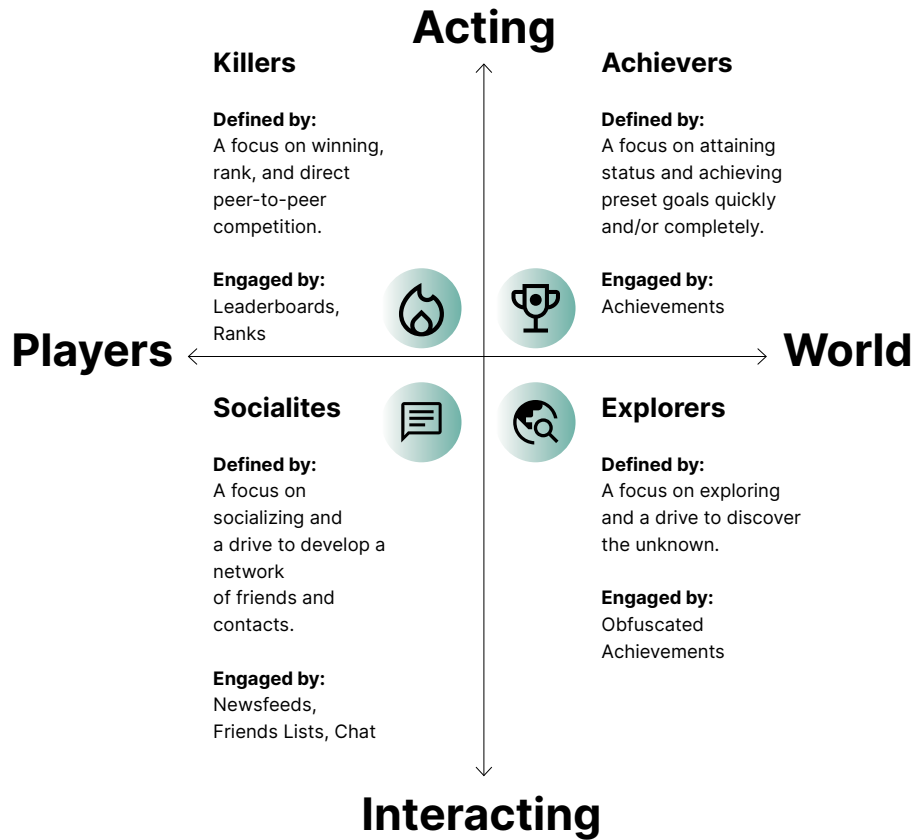 Acting
Killers
Defined by:
A focus on winning,
rank, and direct
peer-to-peer
competition.
Engaged by:
Leaderboards,
Ranks
Achievers
Defined by:
A focus on attaining
status and achieving
preset goals quickly
and/or completely.
Engaged by:
Achievements
Players
World
Socialites
Defined by:
A focus on
socializing and
a drive to develop a
network
of friends and
contacts.
Engaged by:
Newsfeeds,
Friends Lists, Chat
Explorers
Defined by:
A focus on exploring
and a drive to discover
the unknown.
Engaged by:
Obfuscated
Achievements
Interacting